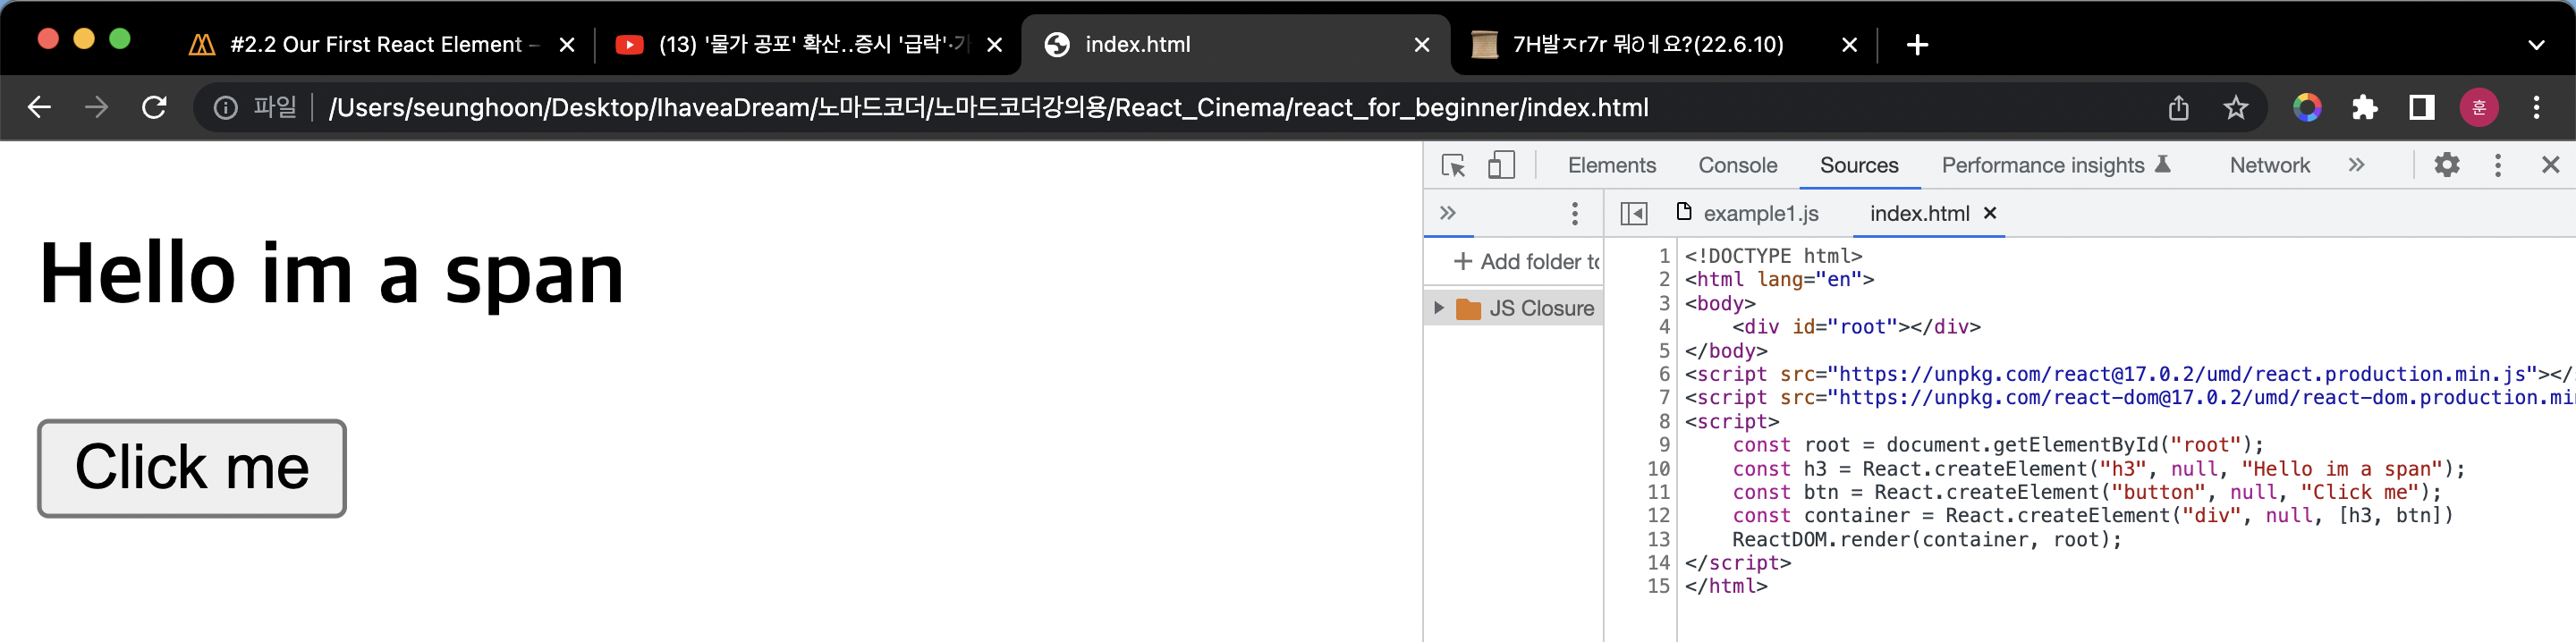 #2.2 Our First React Element –
(13) '물가 공포' 확산..증시 '급락'·
index.html
7H발ㅈr7r 뭐ԾㅔYO?(22.6.10)
파일 /Users/seunghoon/Desktop/IhaveaDream/노마드코더/노마드코더강의용/React_Cinema/react_for_beginner/index.html
훈
Hello im a span
Click me
Elements Console Sources Performance insights Network
example1.js index.html
Add folder to
JS Closure
1 <!DOCTYPE html>
2 <html lang="en">
3 <body>
4     <div id="root"></div>
5 </body>
6 <script src="https://unpkg.com/react@17.0.2/umd/react.production.min.js"></
7 <script src="https://unpkg.com/react-dom@17.0.2/umd/react-dom.production.mi
8 <script>
9     const root = document.getElementById("root");
10     const h3 = React.createElement("h3", null, "Hello im a span");
11     const btn = React.createElement("button", null, "Click me");
12     const container = React.createElement("div", null, [h3, btn])
13     ReactDOM.render(container, root);
14 </script>
15 </html>